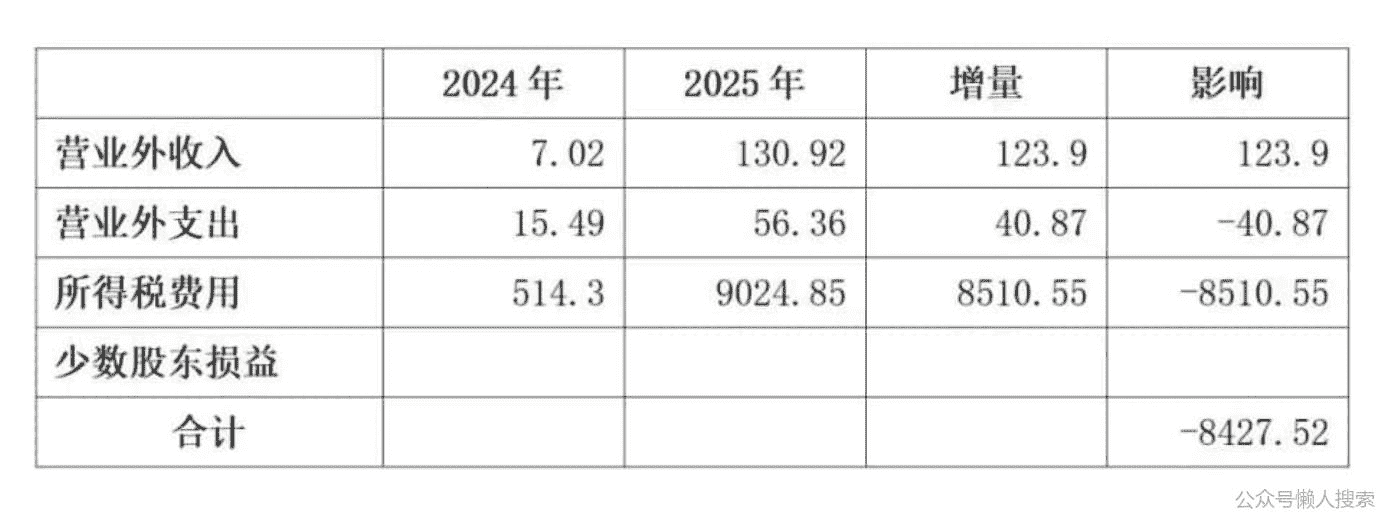 2024年 2025年 增量 影响
营业外收入 7.02 130.92 123.9 123.9
营业外支出 15.49 56.36 40.87 -40.87
所得税费用 514.3 9024.85 8510.55 -8510.55
少数股东损益
合计 -8427.52
公众号懒人搜索